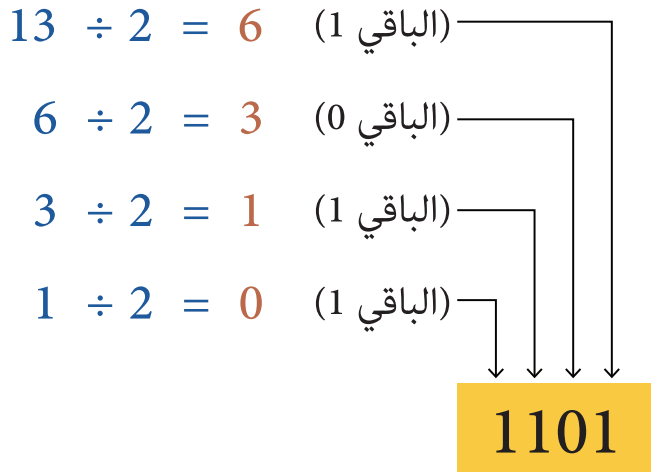 13 ÷ 2 = 6 (الباقي 1)
6 ÷ 2 = 3 (الباقي 0)
3 ÷ 2 = 1 (الباقي 1)
1 ÷ 2 = 0 (الباقي 1)
1101